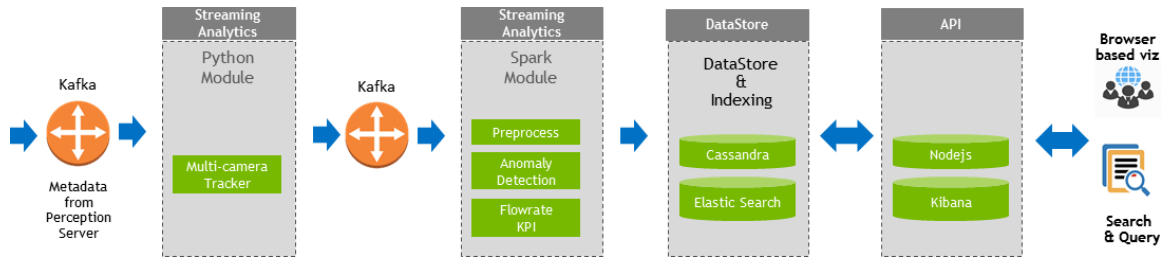 Kafka
Metadata
from
Perception
Server
Streaming
Analytics
Python
Module
Multi-camera
Tracker
Kafka
Streaming
Analytics
Spark
Module
Preprocess
Anomaly
Detection
Flowrate
KPI
DataStore
DataStore
&
Indexing
Cassandra
Elastic Search
API
Nodejs
Kibana
Browser
based viz
Search
& Query